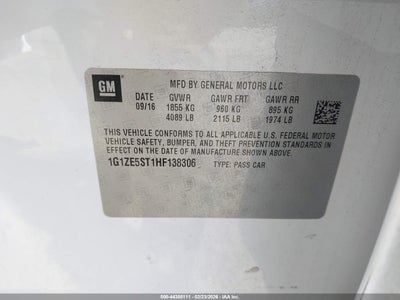 GM
MFD BY GENERAL MOTORS LLC
DATE GVWR GAWR FRT GAWR RR
09/16 1855 KG 960 KG 895 KG
4089 LB 2115 LB 1974 LB
THIS VEHICLE CONFORMS TO ALL APPLICABLE U.S. FEDERAL MOTOR
VEHICLE SAFETY, BUMPER, AND THEFT PREVENTION STANDARDS IN
EFFECT ON THE DATE OF MANUFACTURE SHOWN ABOVE.
1G1ZE5ST1HF138306 TYPE: PASS CAR